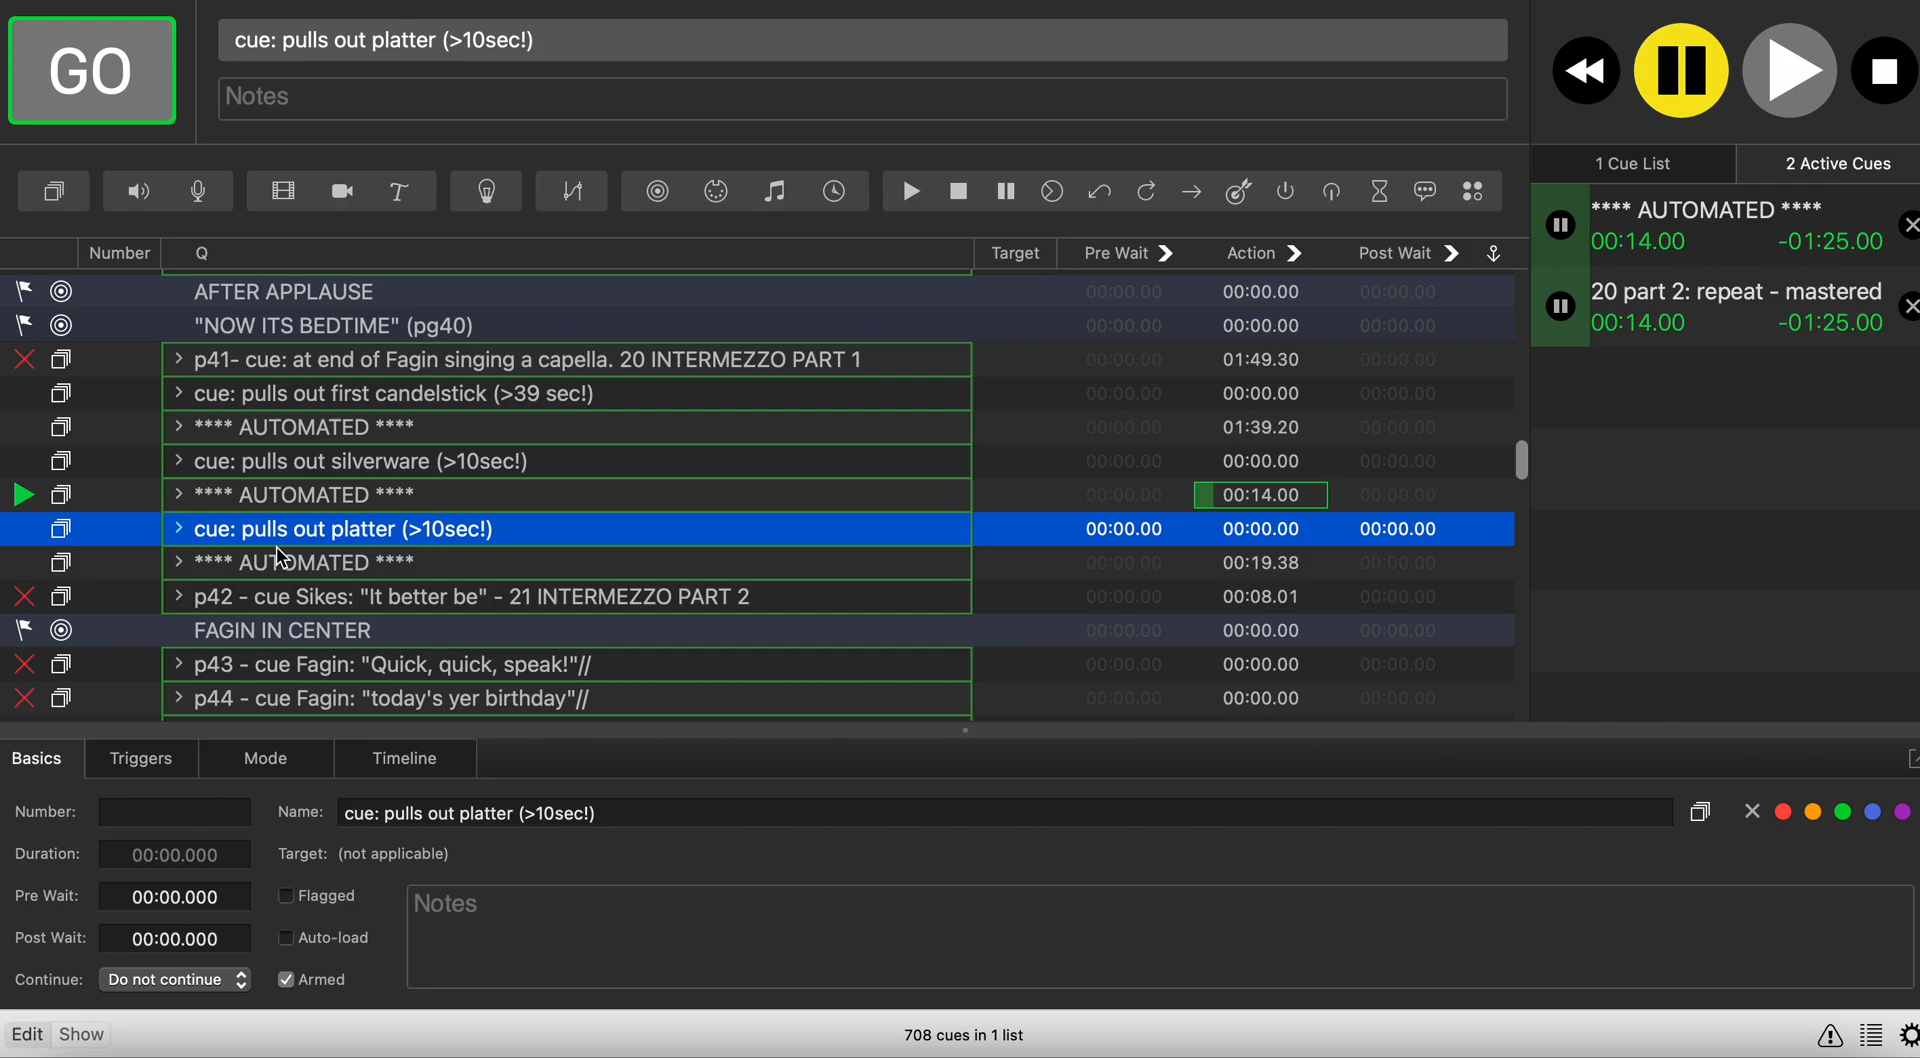 GO
cue: pulls out platter (>10sec!)
Notes
1 Cue List
2 Active Cues
**** AUTOMATED ****
00:14.00 -01:25.00
20 part 2: repeat - mastered
00:14.00 -01:25.00
Number Q Target Pre Wait Action Post Wait
AFTER APPLAUSE 00:00.00 00:00.00 00:00.00
"NOW ITS BEDTIME" (pg40) 00:00.00 00:00.00 00:00.00
p41- cue: at end of Fagin singing a capella. 20 INTERMEZZO PART 1 00:00.00 01:49.30 00:00.00
cue: pulls out first candelstick (>39 sec!) 00:00.00 00:00.00 00:00.00
**** AUTOMATED **** 00:00.00 01:39.20 00:00.00
cue: pulls out silverware (>10sec!) 00:00.00 00:00.00 00:00.00
**** AUTOMATED **** 00:00.00 00:14.00 00:00.00
cue: pulls out platter (>10sec!) 00:00.00 00:00.00 00:00.00
**** AUTOMATED **** 00:00.00 00:19.38 00:00.00
p42 - cue Sikes: "It better be" - 21 INTERMEZZO PART 2 00:00.00 00:08.01 00:00.00
FAGIN IN CENTER 00:00.00 00:00.00 00:00.00
p43 - cue Fagin: "Quick, quick, speak!"// 00:00.00 00:00.00 00:00.00
p44 - cue Fagin: "today's yer birthday"// 00:00.00 00:00.00 00:00.00
Basics Triggers Mode Timeline
Number: Name: cue: pulls out platter (>10sec!)
Duration: 00:00.000 Target: (not applicable)
Pre Wait: 00:00.000 Flagged Notes
Post Wait: 00:00.000 Auto-load
Continue: Do not continue Armed
Edit Show 708 cues in 1 list